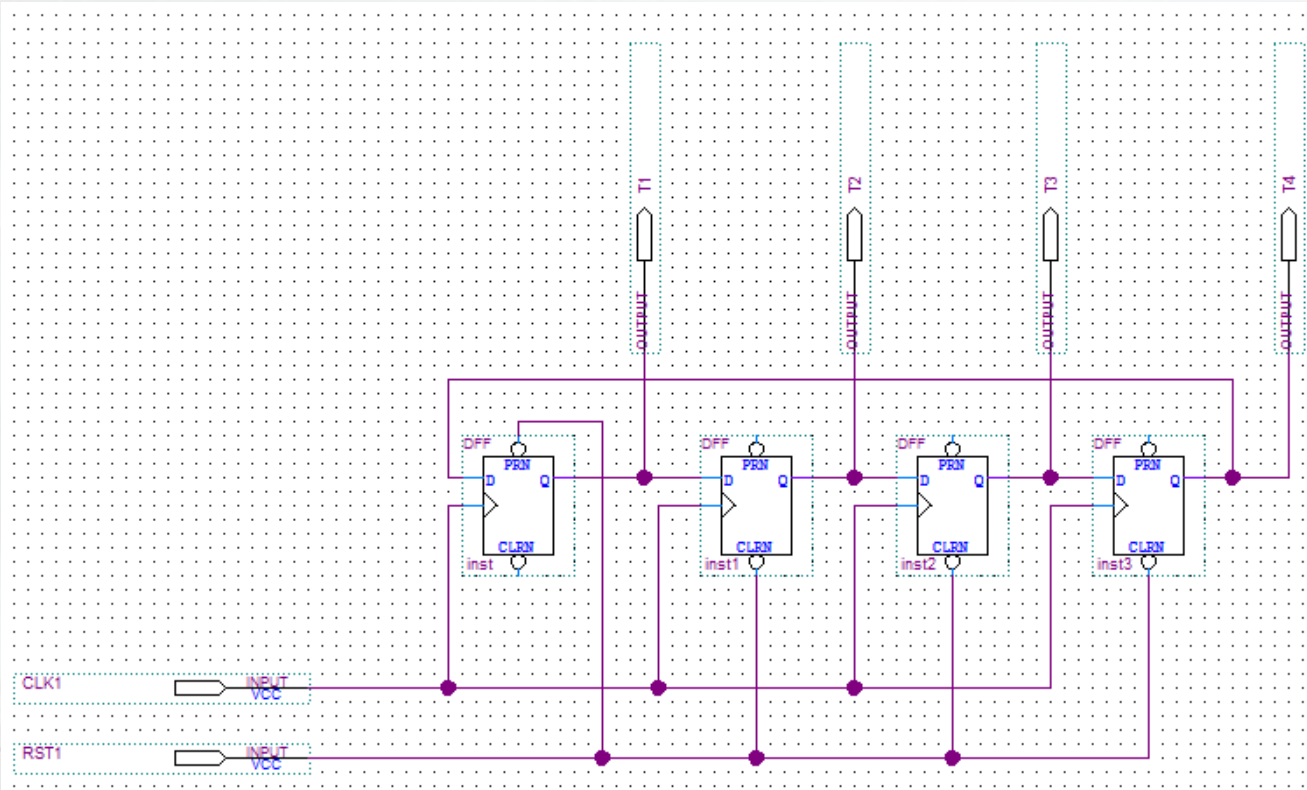 T1
T2
T3
T4
OUTPUT
OUTPUT
OUTPUT
OUTPUT
DFF
DFF
DFF
DFF
PRN
PRN
PRN
PRN
D
Q
D
Q
D
Q
D
Q
CLRN
CLRN
CLRN
CLRN
inst
inst1
inst2
inst3
CLK1
INPUT
VCC
RST1
INPUT
VCC